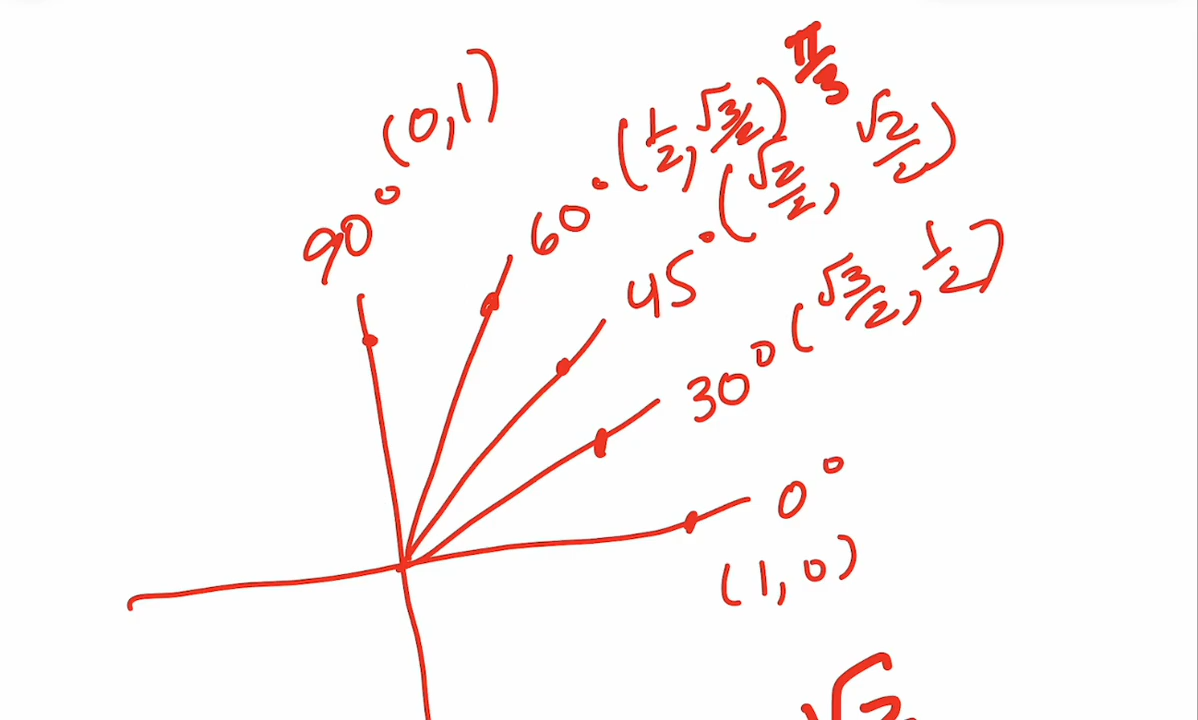 90° (0,1)
60° (1/2, √3/2) π/3
45° (√2/2, √2/2)
30° (√3/2, 1/2)
0°
(1,0)